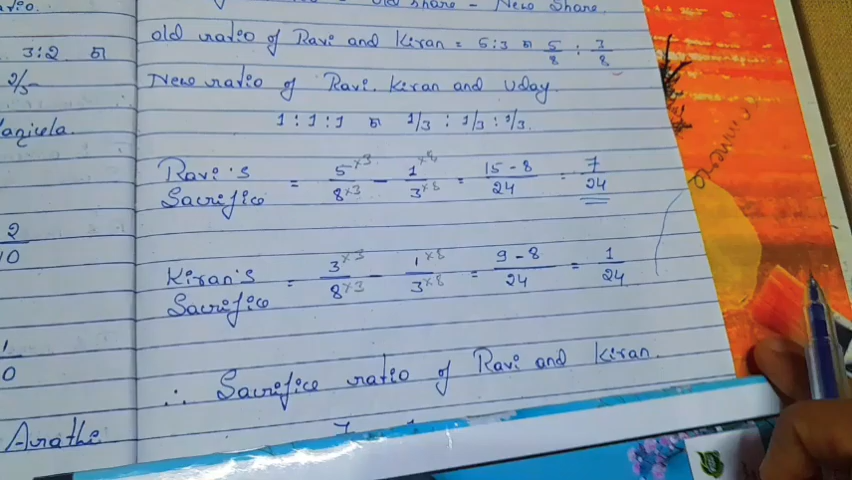 old share - New Share.
3:2
2/5
old ratio of Ravi and Kiran = 5:3 5/8 : 3/8
New ratio of Ravi, Kiran and Uday.
1 : 1 : 1 1/3 : 1/3 : 1/3.
Ravi's Sacrifice = 5×3/8×3 - 1×8/3×8 = 15-8/24 = 7/24
2/10
Kiran's Sacrifice = 3×3/8×3 - 1×8/3×8 = 9-8/24 = 1/24
1/10
∴ Sacrifice ratio of Ravi and Kiran.